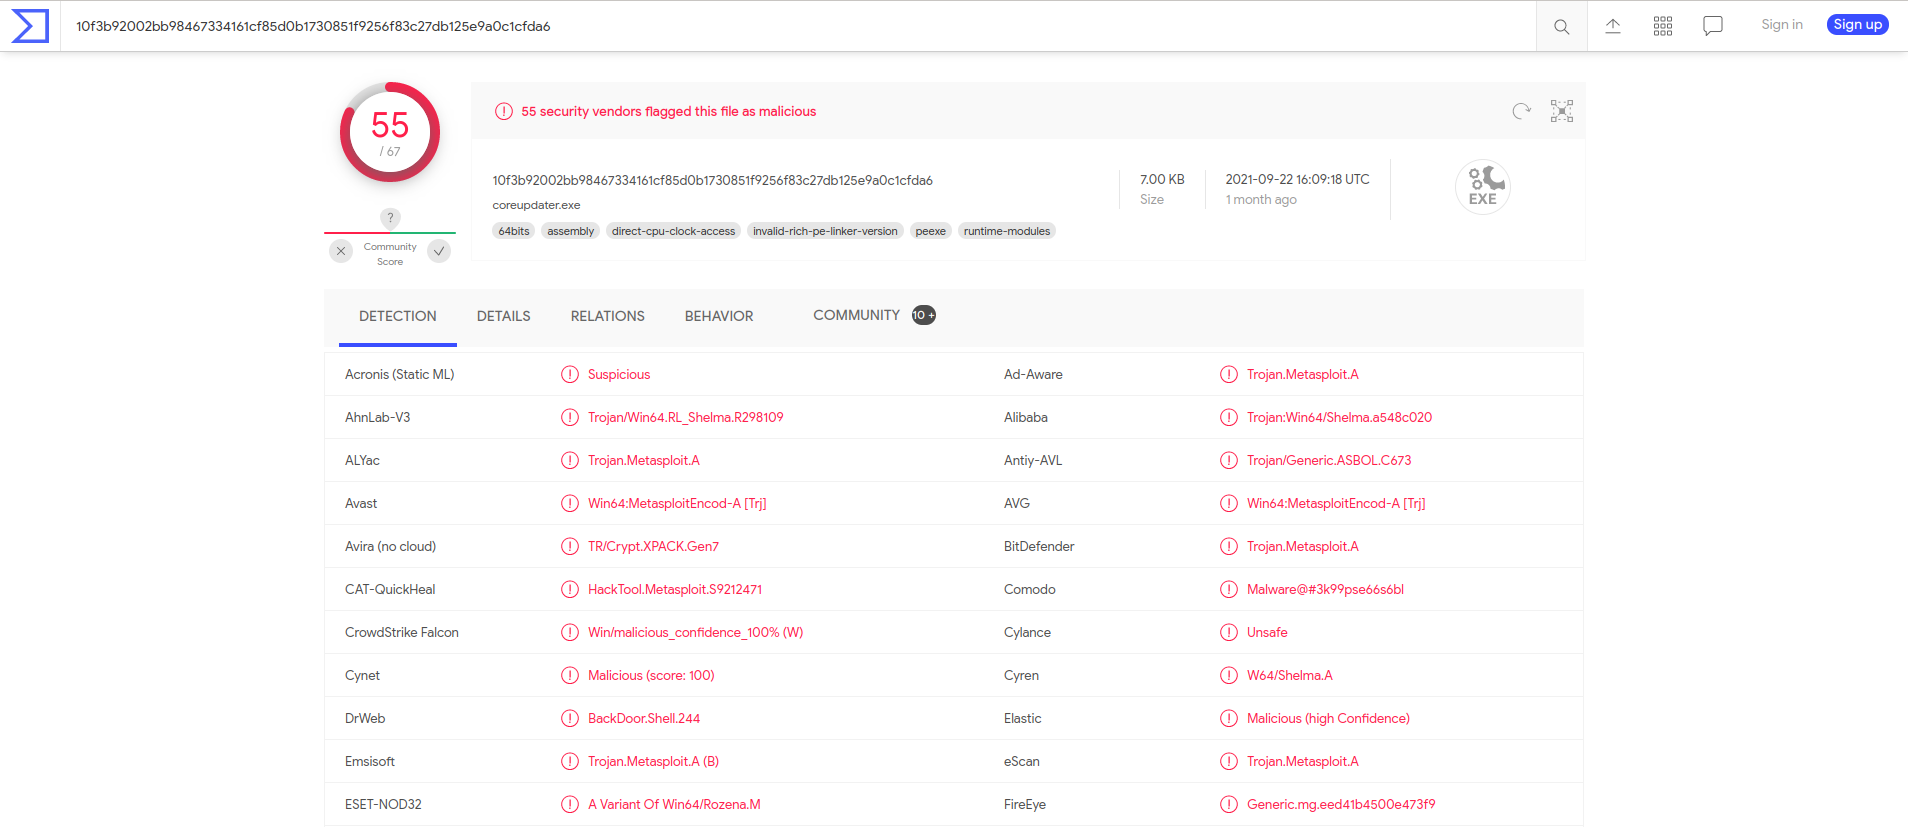 10f3b92002bb98467334161cf85d0b1730851f9256f83c27db125e9a0c1cfda6
Sign in
Sign up
55
/ 67
?
Community
Score
55 security vendors flagged this file as malicious
10f3b92002bb98467334161cf85d0b1730851f9256f83c27db125e9a0c1cfda6
coreupdater.exe
64bits assembly direct-cpu-clock-access invalid-rich-pe-linker-version peexe runtime-modules
7.00 KB
Size
2021-09-22 16:09:18 UTC
1 month ago
EXE
DETECTION DETAILS RELATIONS BEHAVIOR COMMUNITY 10 +
Acronis (Static ML) Suspicious Ad-Aware Trojan.Metasploit.A
AhnLab-V3 Trojan/Win64.RL_Shelma.R298109 Alibaba Trojan:Win64/Shelma.a548c020
ALYac Trojan.Metasploit.A Antiy-AVL Trojan/Generic.ASBOL.C673
Avast Win64:MetasploitEncod-A [Trj] AVG Win64:MetasploitEncod-A [Trj]
Avira (no cloud) TR/Crypt.XPACK.Gen7 BitDefender Trojan.Metasploit.A
CAT-QuickHeal HackTool.Metasploit.S9212471 Comodo Malware@#3k99pse66s6bl
CrowdStrike Falcon Win/malicious_confidence_100% (W) Cylance Unsafe
Cynet Malicious (score: 100) Cyren W64/Shelma.A
DrWeb BackDoor.Shell.244 Elastic Malicious (high Confidence)
Emsisoft Trojan.Metasploit.A (B) eScan Trojan.Metasploit.A
ESET-NOD32 A Variant Of Win64/Rozena.M FireEye Generic.mg.eed41b4500e473f9